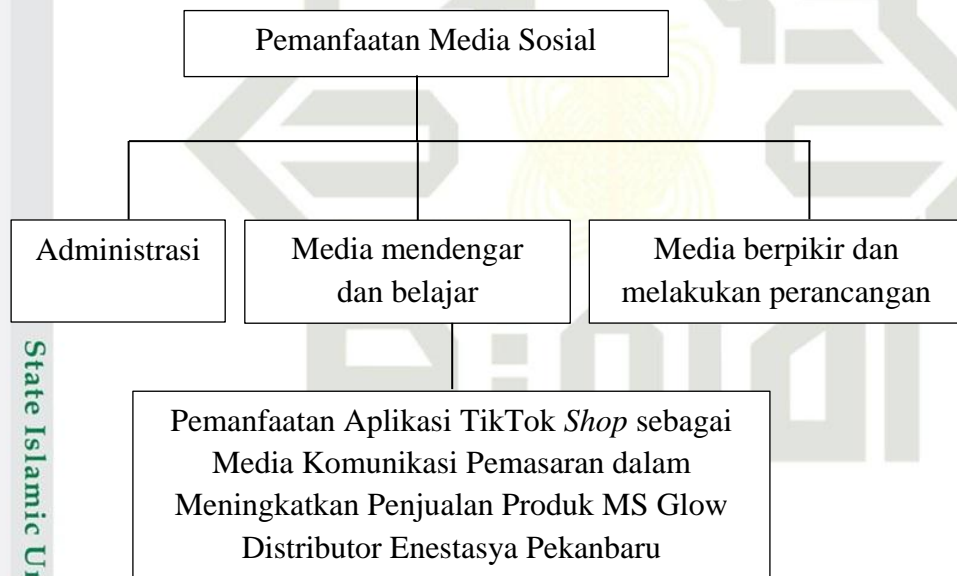 Pemanfaatan Media Sosial
Administrasi
Media mendengar
dan belajar
Media berpikir dan
melakukan perancangan
Pemanfaatan Aplikasi TikTok Shop sebagai
Media Komunikasi Pemasaran dalam
Meningkatkan Penjualan Produk MS Glow
Distributor Enestasya Pekanbaru
State Islamic Un